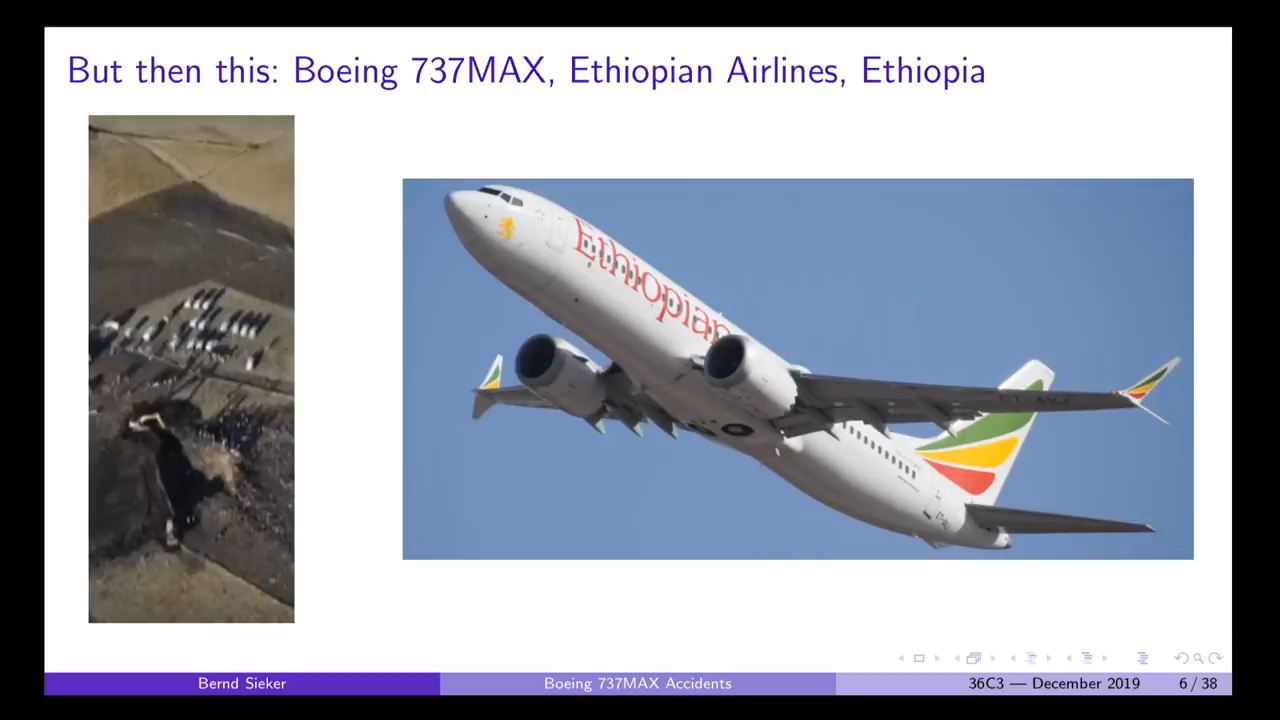 But then this: Boeing 737MAX, Ethiopian Airlines, Ethiopia
Ethiopian
Bernd Sieker
Boeing 737MAX Accidents
36C3 — December 2019
6 / 38